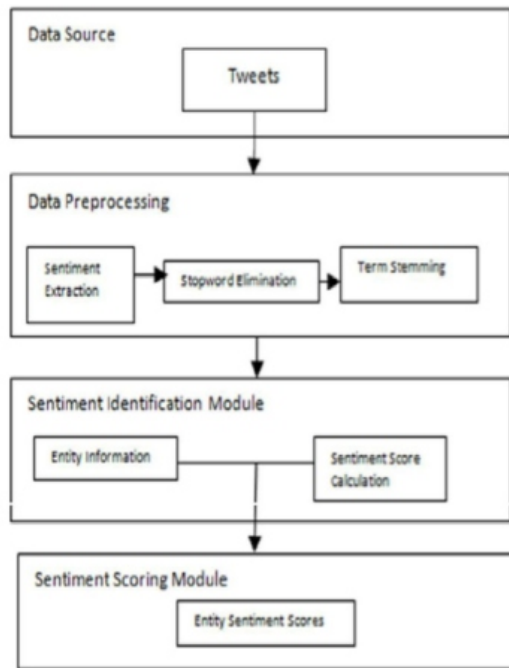 Data Source
Tweets
Data Preprocessing
Sentiment
Extraction
Stopword Elimination
Term Stemming
Sentiment Identification Module
Entity Information
Sentiment Score
Calculation
Sentiment Scoring Module
Entity Sentiment Scores